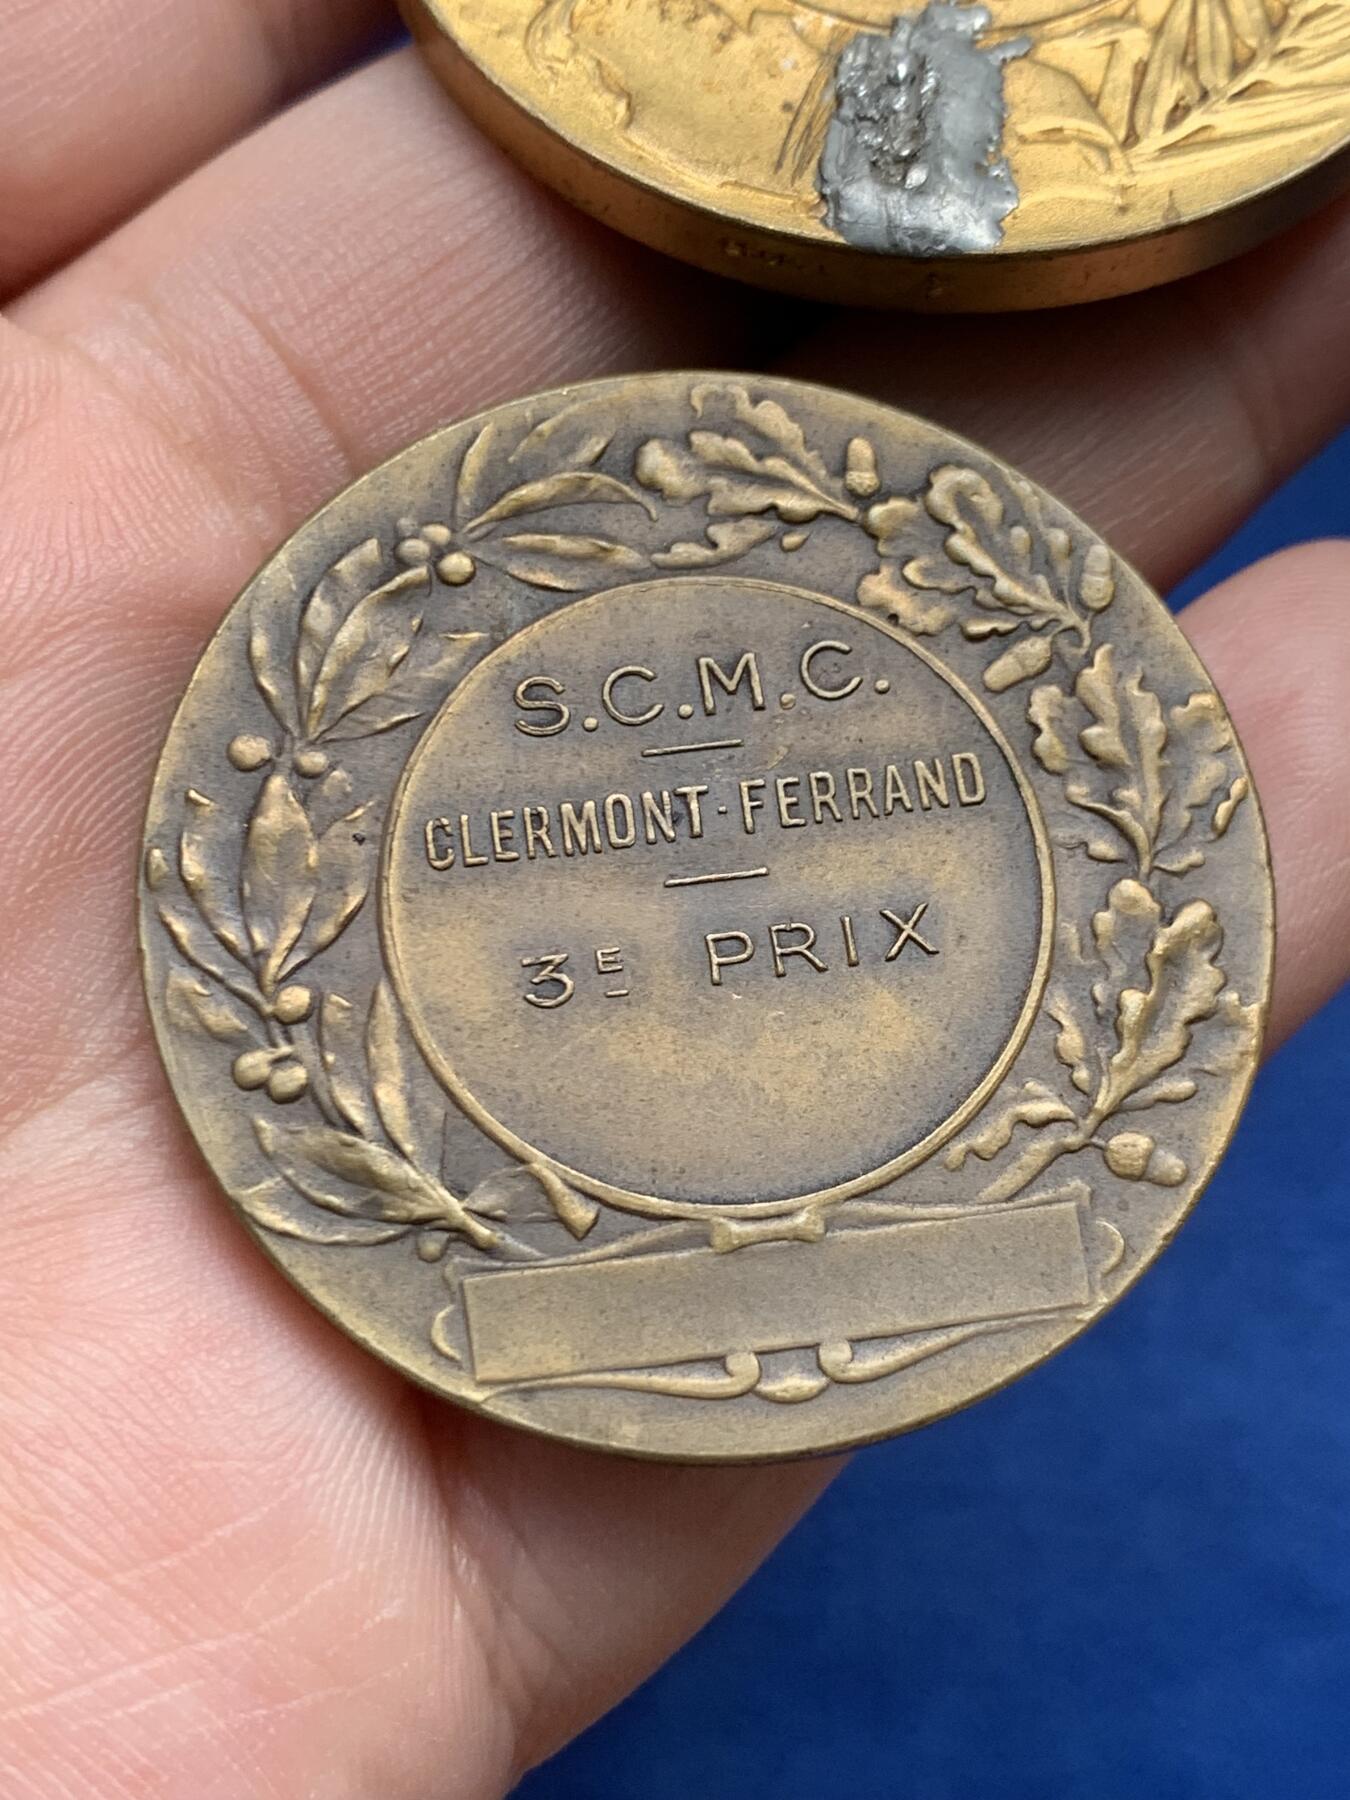 S.C.M.C.
CLERMONT-FERRAND
3E PRIX